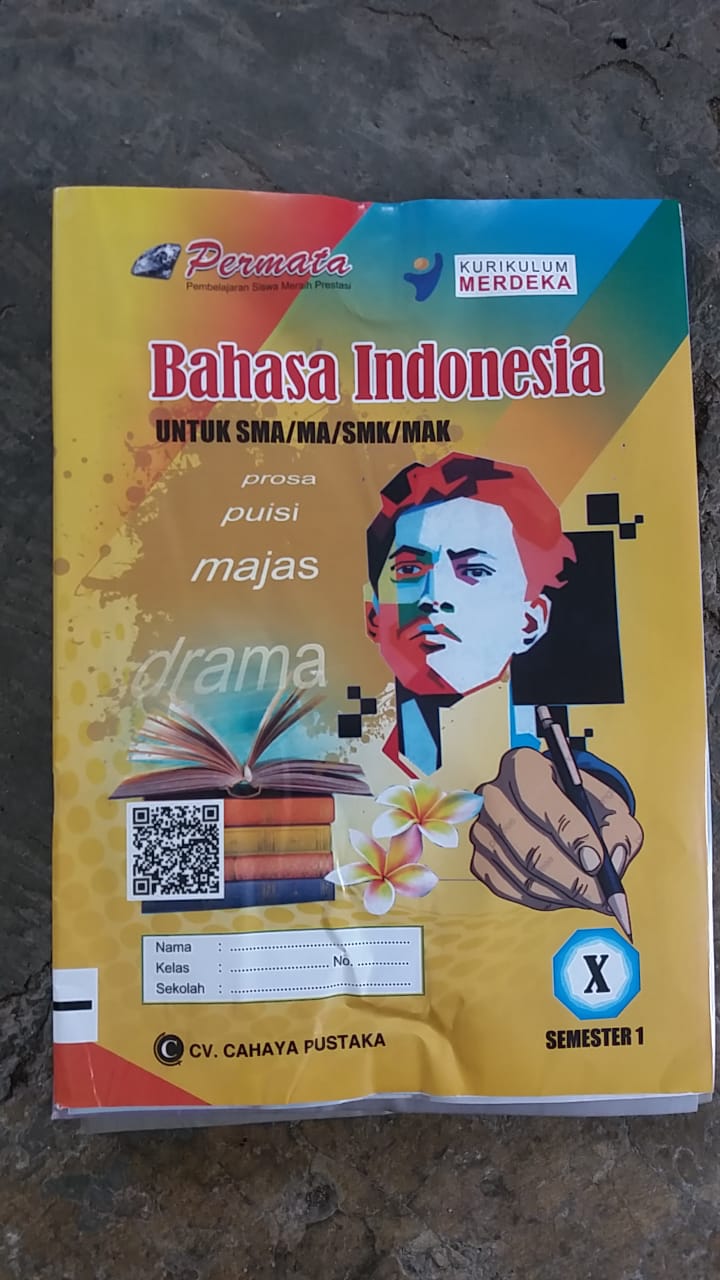 Permata
Pembelajaran Siswa Meraih Prestasi
KURIKULUM
MERDEKA
Bahasa Indonesia
UNTUK SMA/MA/SMK/MAK
prosa
puisi
majas
drama
Nama : ..........................................
Kelas : ....................... No. ............
Sekolah : ..........................................
X
SEMESTER 1
C CV. CAHAYA PUSTAKA